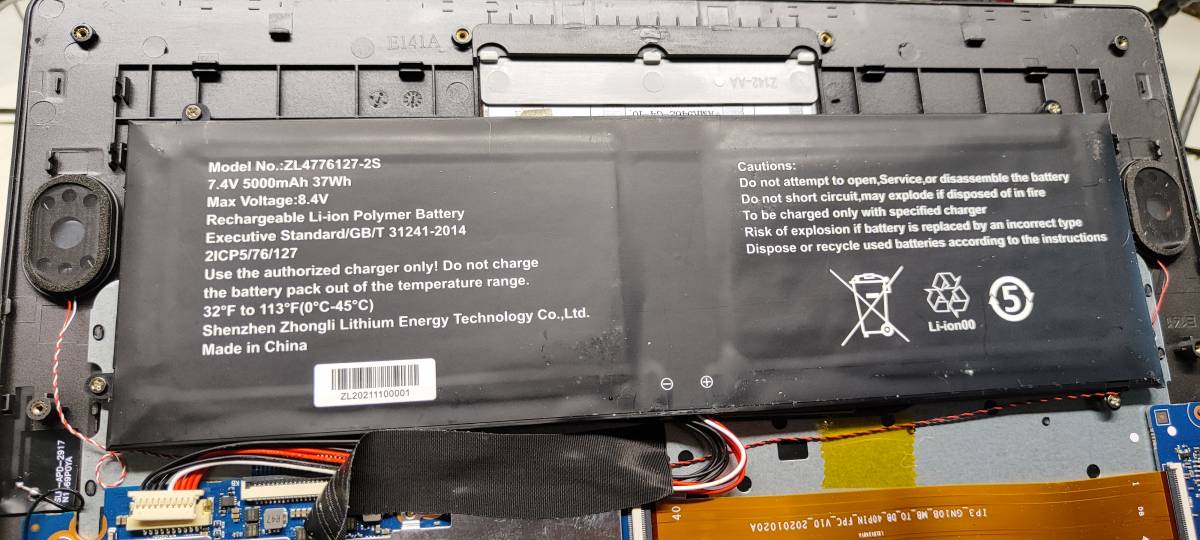 E141A
Z142-AA
Model No.:ZL4776127-2S
7.4V 5000mAh 37Wh
Max Voltage:8.4V
Rechargeable Li-ion Polymer Battery
Executive Standard/GB/T 31241-2014
2ICP5/76/127
Use the authorized charger only! Do not charge
the battery pack out of the temperature range.
32°F to 113°F(0°C-45°C)
Shenzhen Zhongli Lithium Energy Technology Co.,Ltd.
Made in China
ZL20211100001
Cautions:
Do not attempt to open,Service,or disassemble the battery
Do not short circuit,may explode if disposed of in fire
To be charged only with specified charger
Risk of explosion if battery is replaced by an incorrect type
Dispose or recycle used batteries according to the instructions
Li-ion00
5
E47
40
1
IP3_GN10B_MB_TO_DB_40PIN_FPC_V10_20201020A